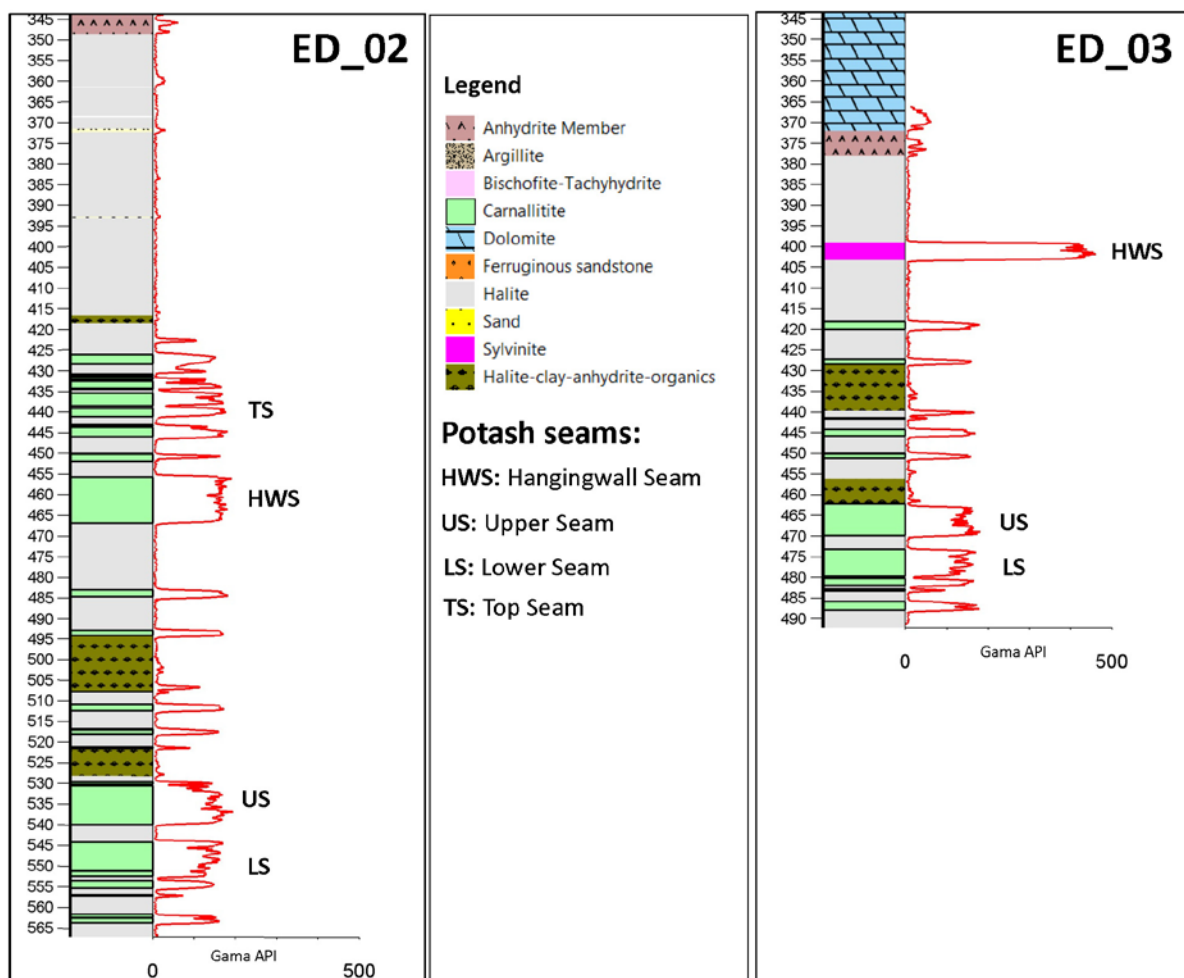 ED_02
345
350
355
360
365
370
375
380
385
390
395
400
405
410
415
420
425
430
435
440
445
450
455
460
465
470
475
480
485
490
495
500
505
510
515
520
525
530
535
540
545
550
555
560
565
TS
HWS
US
LS
Gama API
0
500
Legend
Anhydrite Member
Argillite
Bischofite-Tachyhydrite
Carnallitite
Dolomite
Ferruginous sandstone
Halite
Sand
Sylvinite
Halite-clay-anhydrite-organics
Potash seams:
HWS: Hangingwall Seam
US: Upper Seam
LS: Lower Seam
TS: Top Seam
ED_03
345
350
355
360
365
370
375
380
385
390
395
400
405
410
415
420
425
430
435
440
445
450
455
460
465
470
475
480
485
490
HWS
US
LS
0
Gama API
500